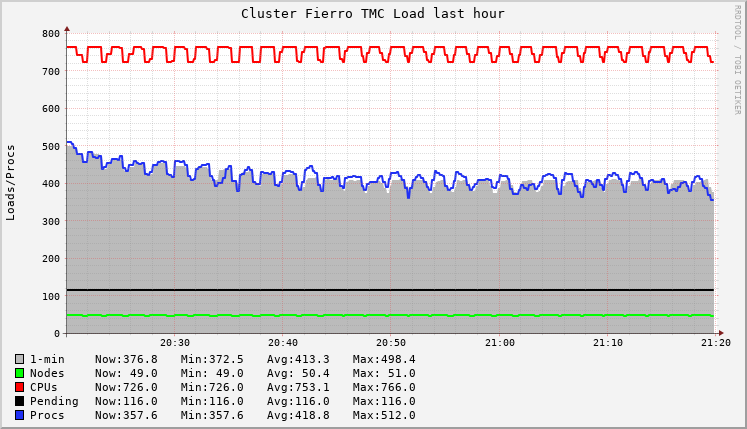 Cluster Fierro TMC Load last hour
RRDTOOL / TOBI OETIKER
Loads/Procs
800
700
600
500
400
300
200
100
0
20:30 20:40 20:50 21:00 21:10 21:20
1-min Now:376.8 Min:372.5 Avg:413.3 Max:498.4
Nodes Now: 49.0 Min: 49.0 Avg: 50.4 Max: 51.0
CPUs Now:726.0 Min:726.0 Avg:753.1 Max:766.0
Pending Now:116.0 Min:116.0 Avg:116.0 Max:116.0
Procs Now:357.6 Min:357.6 Avg:418.8 Max:512.0